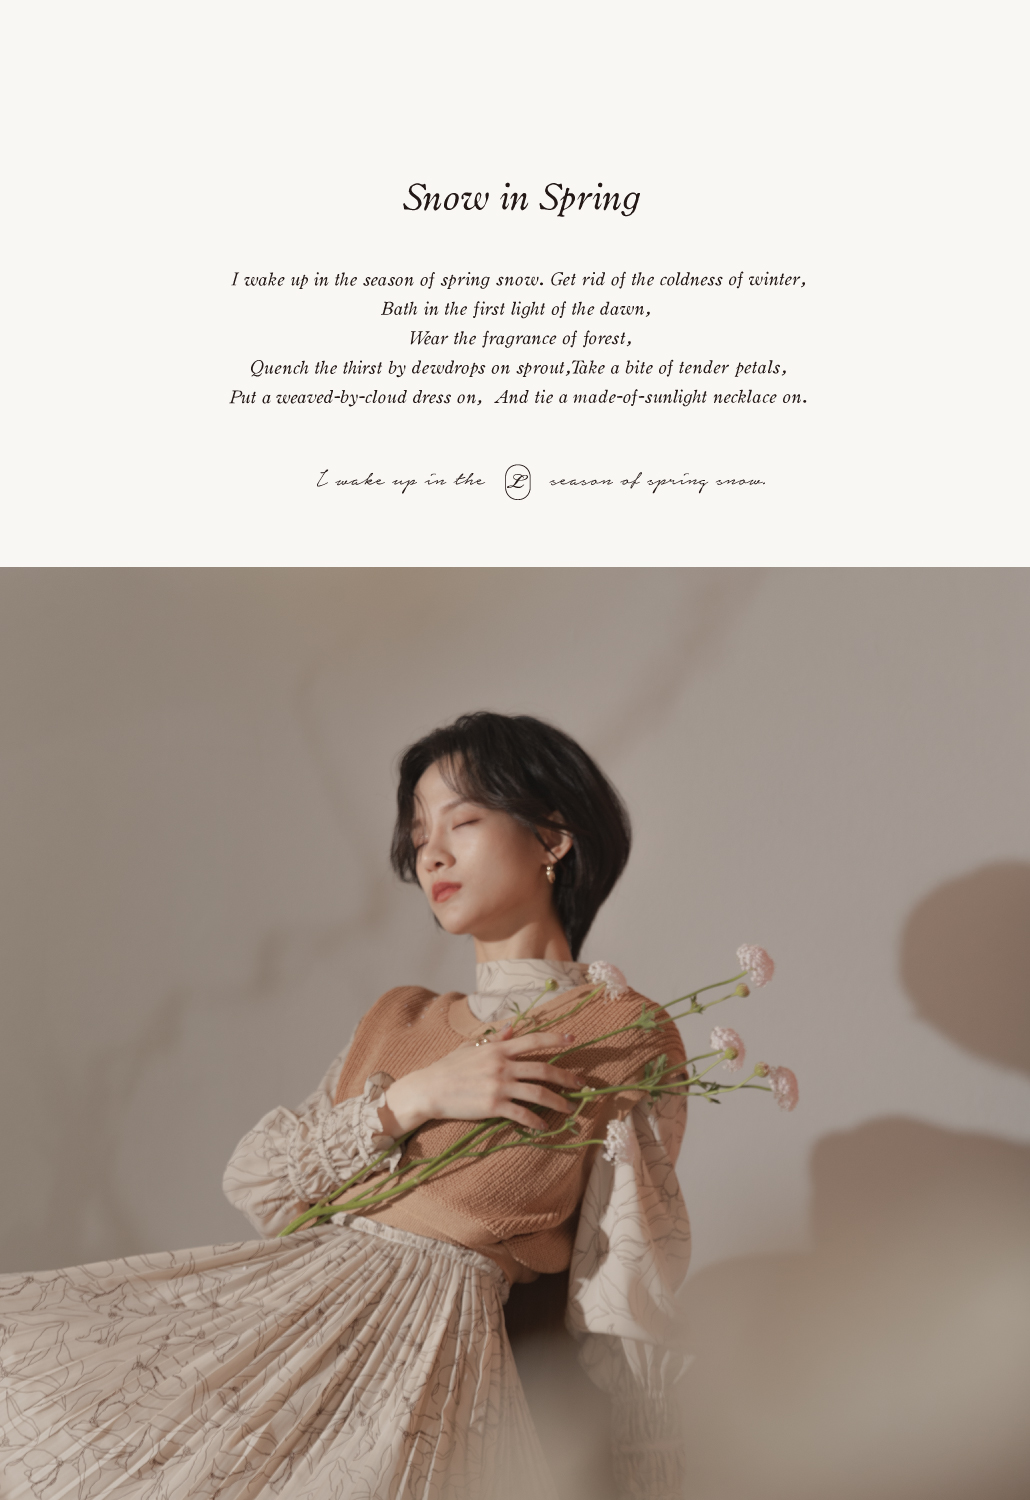 Snow in Spring
I wake up in the season of spring snow. Get rid of the coldness of winter,
Bath in the first light of the dawn,
Wear the fragrance of forest,
Quench the thirst by dewdrops on sprout,Take a bite of tender petals,
Put a weaved-by-cloud dress on, And tie a made-of-sunlight necklace on.
I wake up in the L season of spring snow.